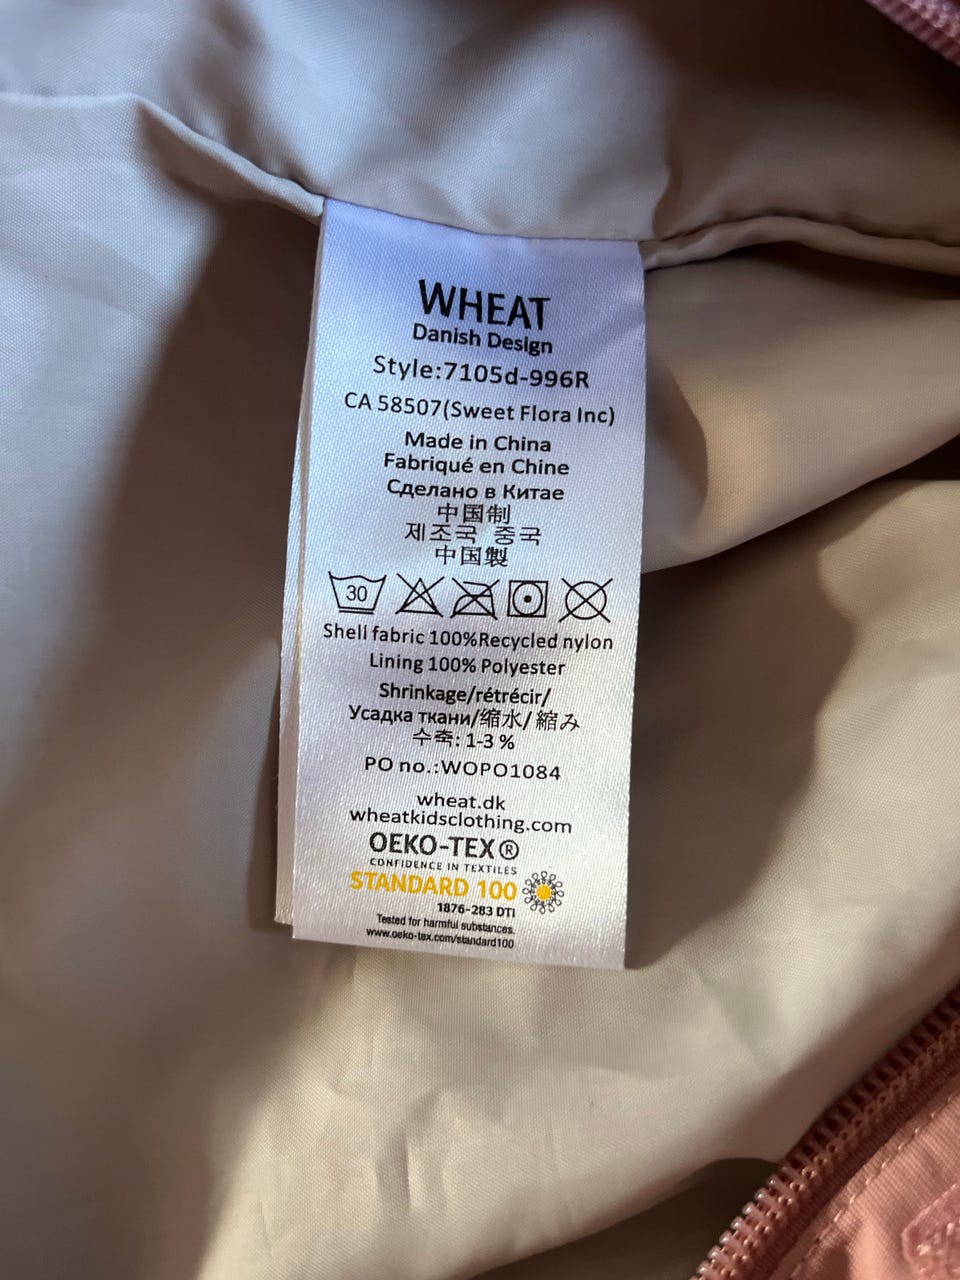 WHEAT
Danish Design
Style:7105d-996R
CA 58507(Sweet Flora Inc)
Made in China
Fabriqué en Chine
Сделано в Китае
中国制
제조국 중국
中国製
30
Shell fabric 100%Recycled nylon
Lining 100% Polyester
Shrinkage/rétrécir/
Усадка ткани/缩水/ 縮み
수축: 1-3 %
PO no.:WOPO1084
wheat.dk
wheatkidsclothing.com
OEKO-TEX®
CONFIDENCE IN TEXTILES
STANDARD 100
1876-283 DTI
Tested for harmful substances.
www.oeko-tex.com/standard100